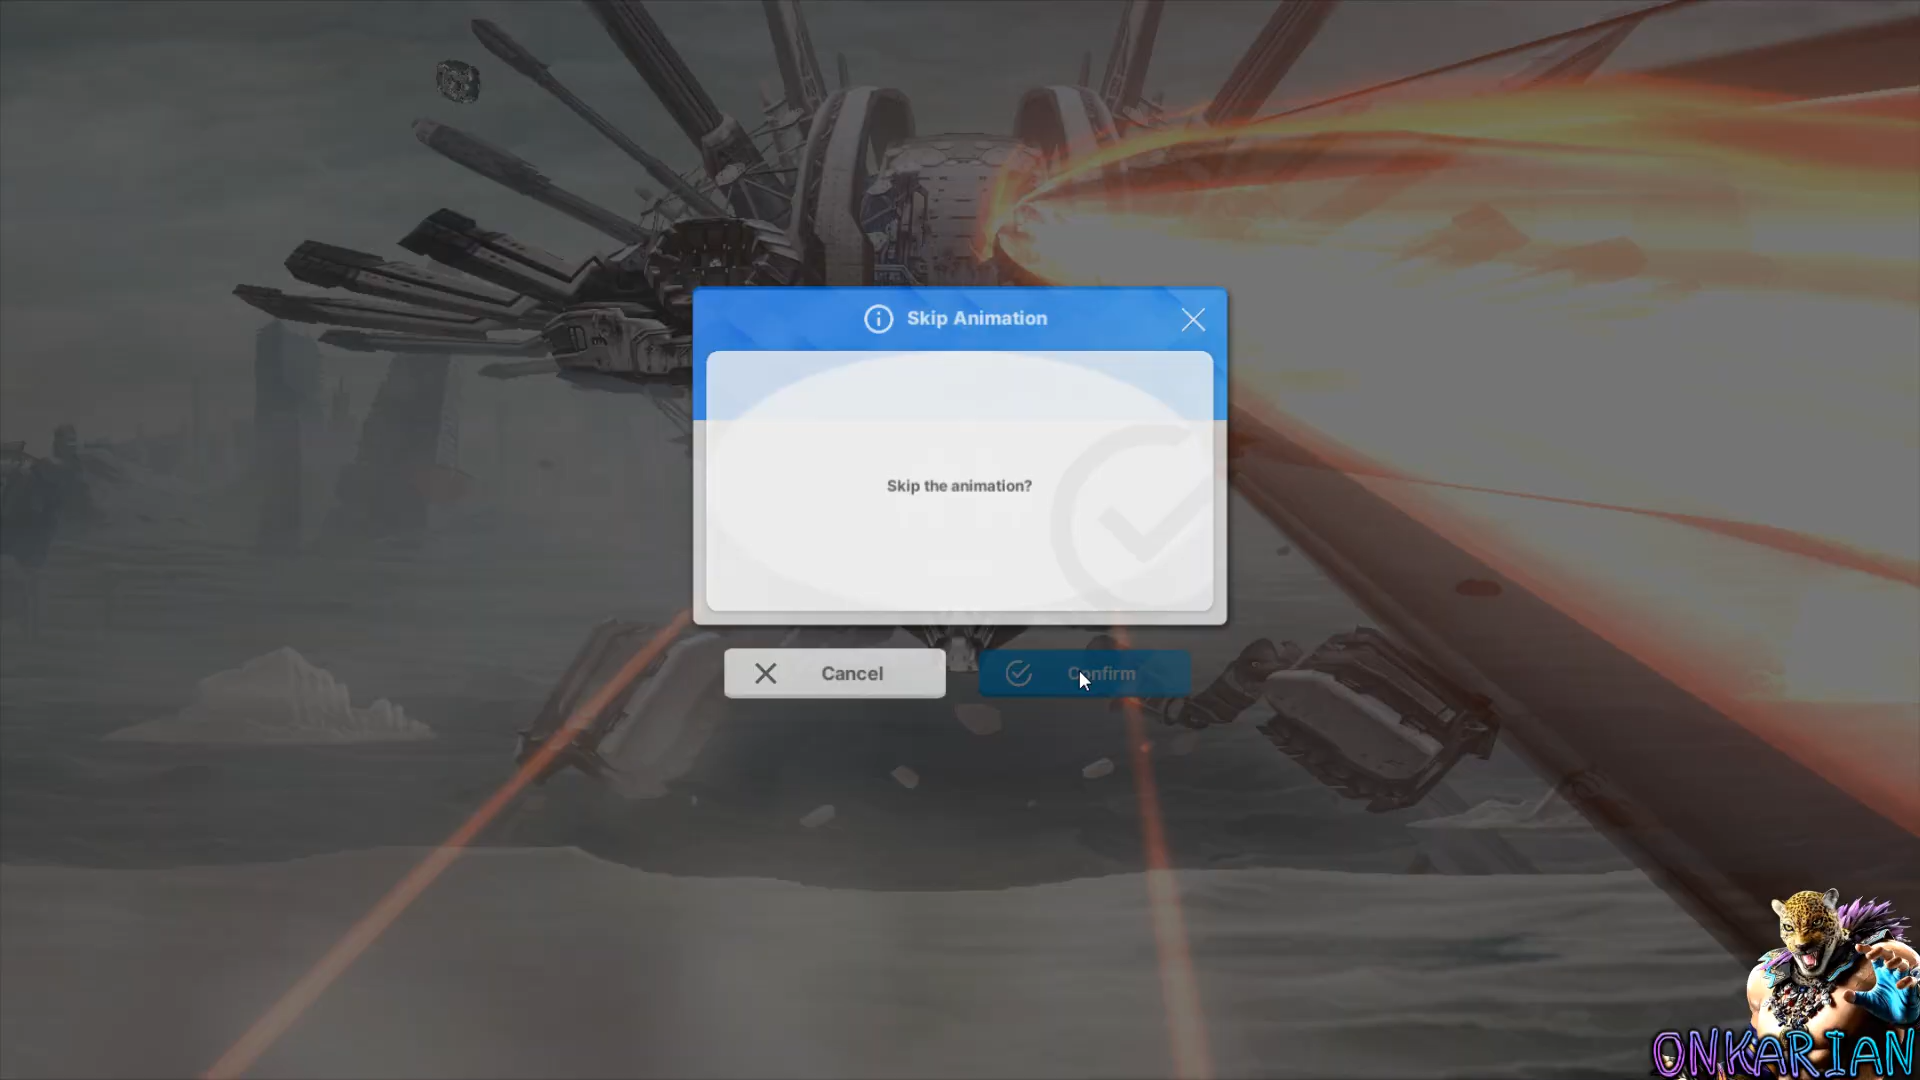 Skip Animation
Skip the animation?
Cancel
Confirm
ONKARIAN